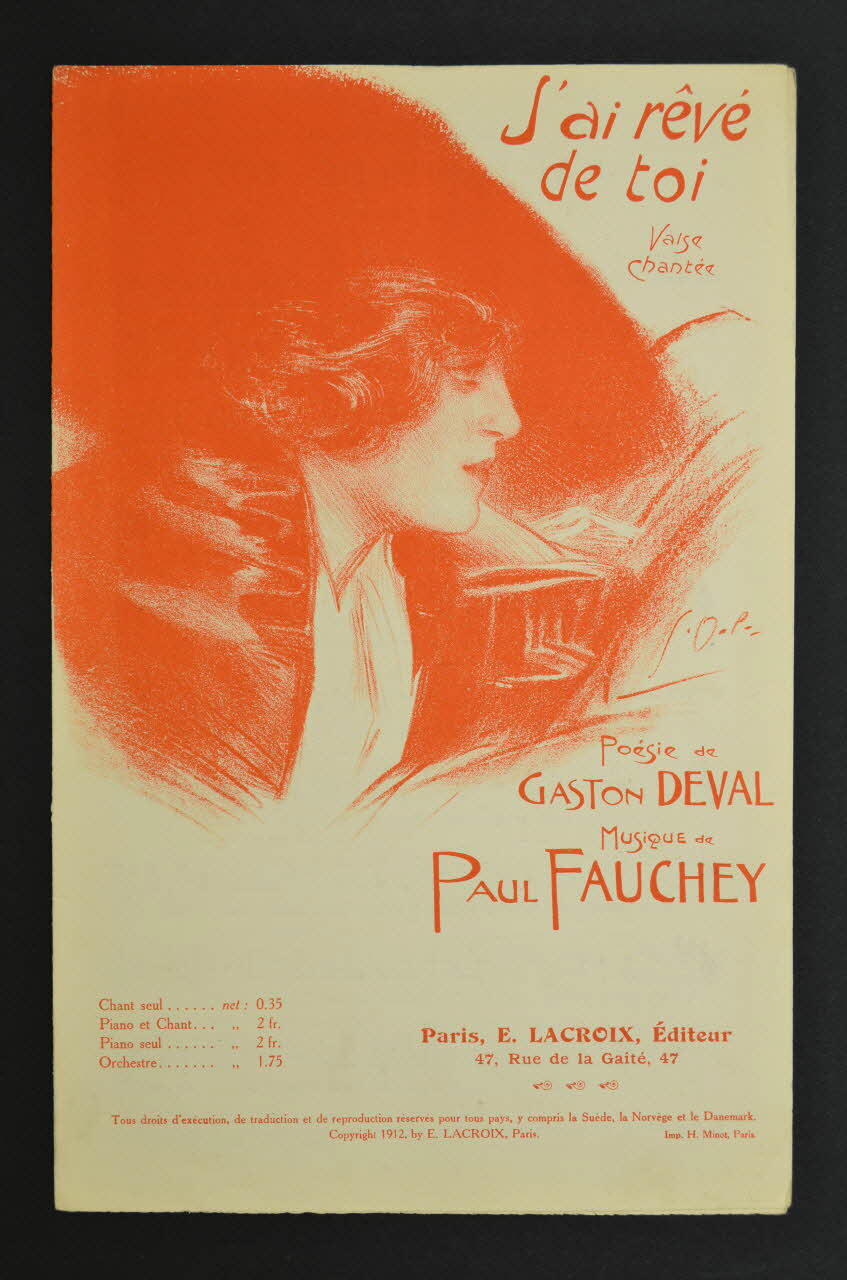 J'ai rêvé
de toi
Valse
chantée
Poésie de
GASTON DEVAL
MUSIQUE de
PAUL FAUCHEY
Chant seul ...... net : 0.35
Piano et Chant... ,, 2 fr.
Piano seul ...... ,, 2 fr.
Orchestre....... ,, 1.75
Paris, E. LACROIX, Éditeur
47, Rue de la Gaité, 47
Tous droits d'exécution, de traduction et de reproduction réservés pour tous pays, y compris la Suède, la Norvège et le Danemark.
Copyright 1912, by E. LACROIX, Paris.
Imp. H. Minot, Paris